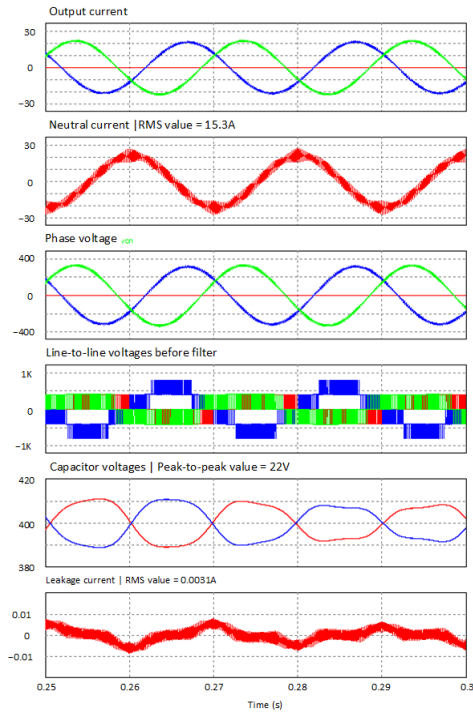 Output current
30
0
−30
Neutral current |RMS value = 15.3A
30
0
−30
Phase voltage
400
0
−400
Line-to-line voltages before filter
1K
0
−1K
Capacitor voltages | Peak-to-peak value = 22V
420
400
380
Leakage current | RMS value = 0.0031A
0.01
0
−0.01
0.25 0.26 0.27 0.28 0.29 0.3
Time (s)